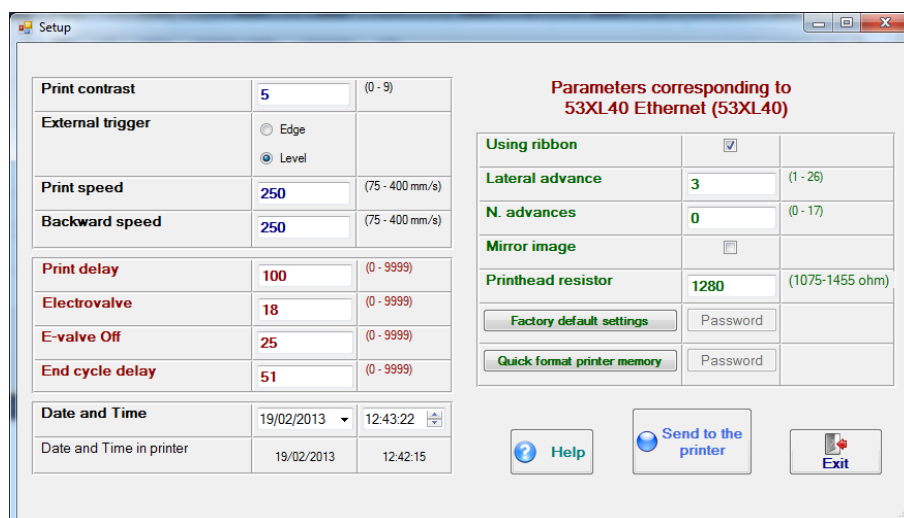 Setup
Print contrast 5 (0 - 9)
External trigger Edge
Level
Print speed 250 (75 - 400 mm/s)
Backward speed 250 (75 - 400 mm/s)
Print delay 100 (0 - 9999)
Electrovalve 18 (0 - 9999)
E-valve Off 25 (0 - 9999)
End cycle delay 51 (0 - 9999)
Date and Time 19/02/2013 12:43:22
Date and Time in printer 19/02/2013 12:42:15
Parameters corresponding to
53XL40 Ethernet (53XL40)
Using ribbon
Lateral advance 3 (1 - 26)
N. advances 0 (0 - 17)
Mirror image
Printhead resistor 1280 (1075-1455 ohm)
Factory default settings Password
Quick format printer memory Password
Help
Send to the
printer
Exit